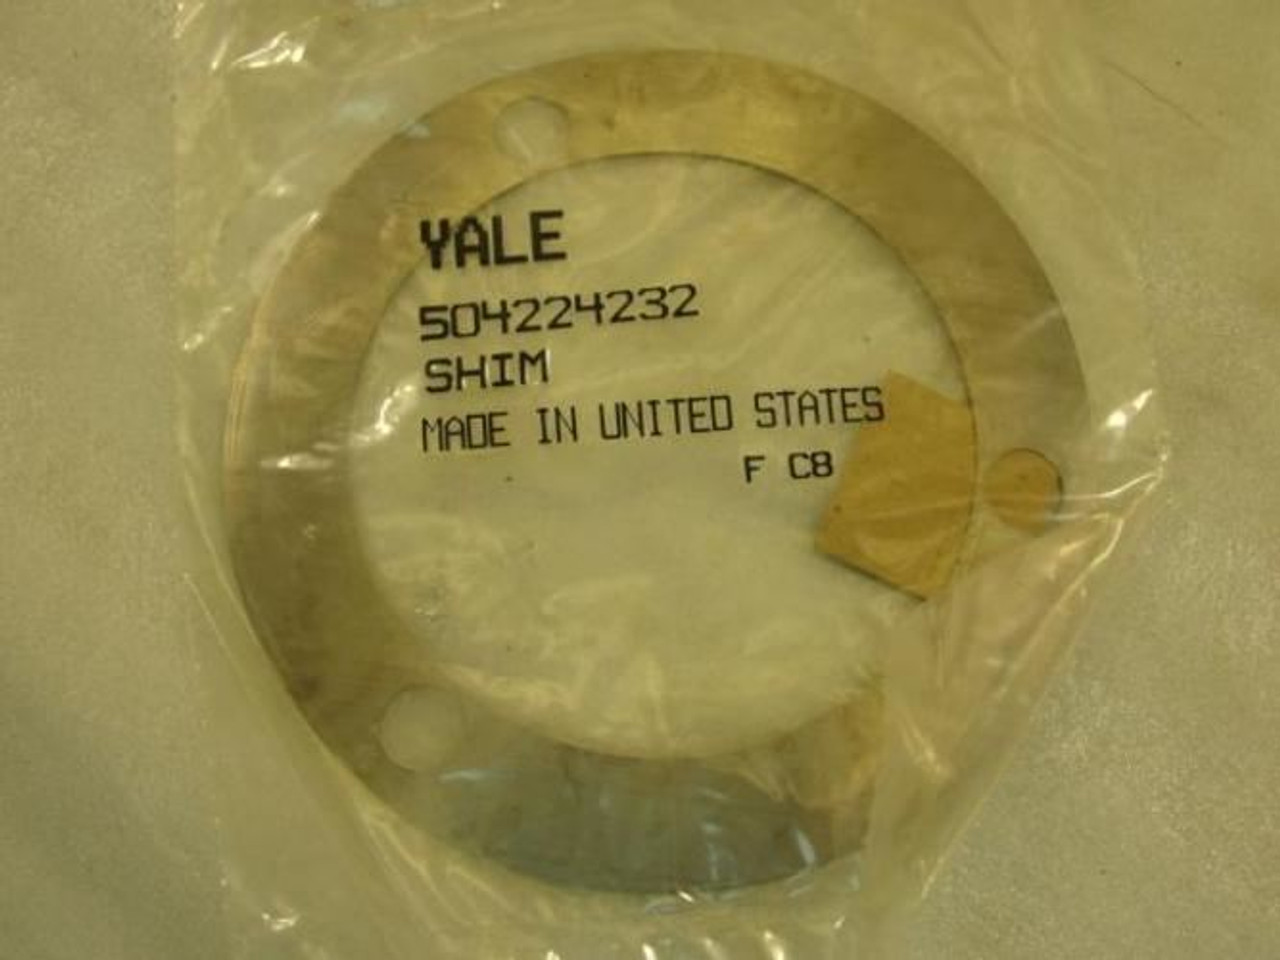 YALE
504224232
SHIM
MADE IN UNITED STATES
F C8